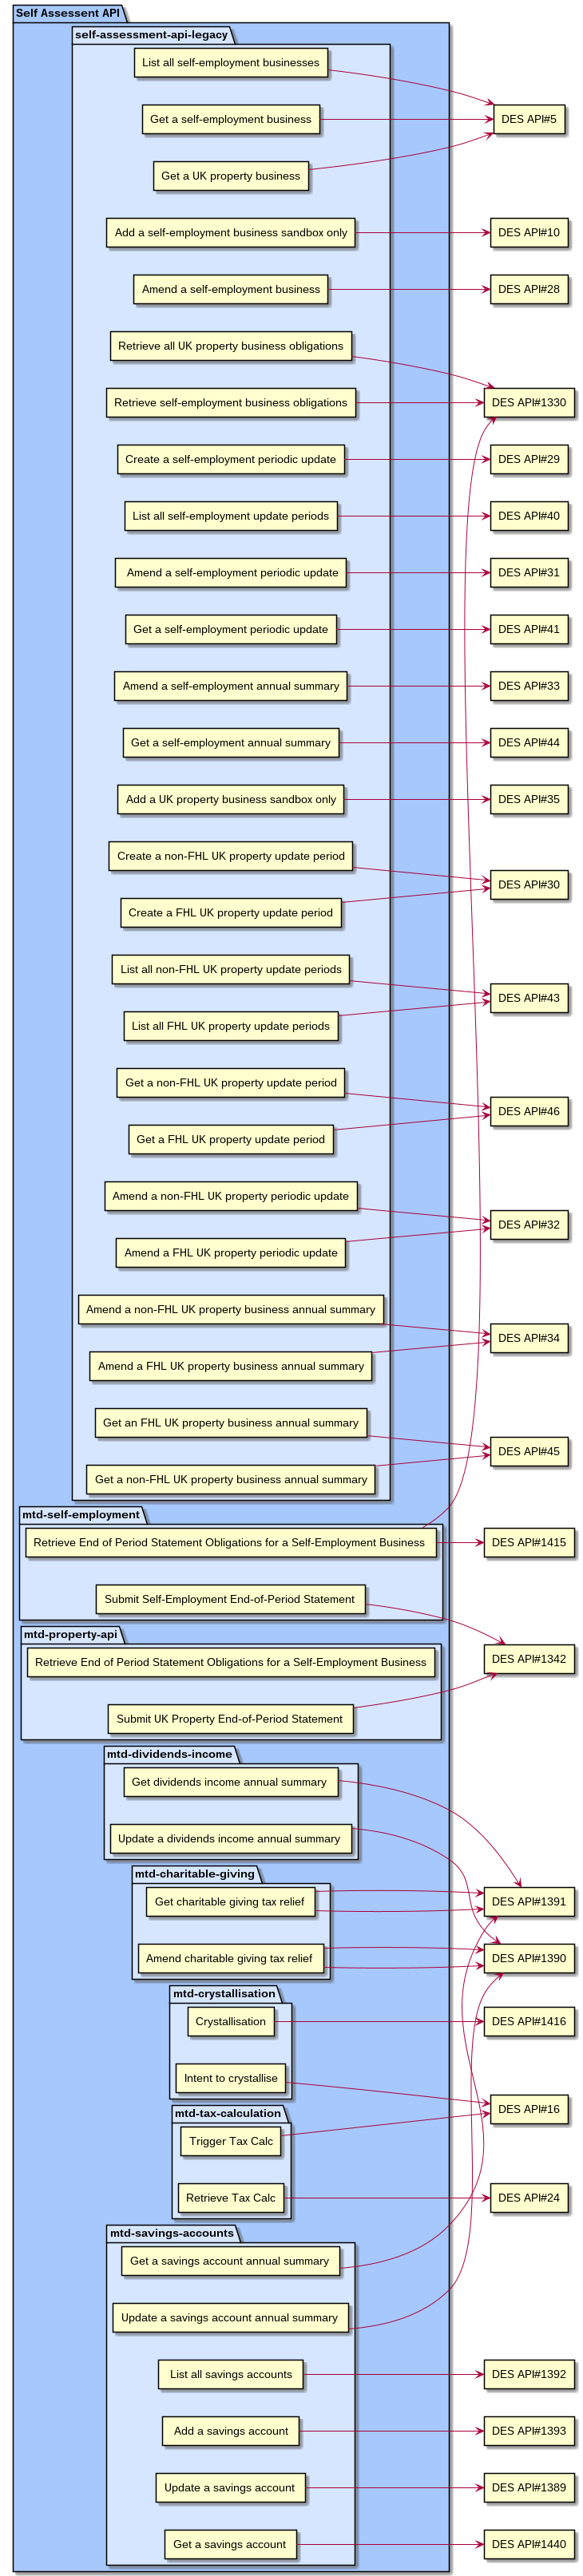 Self Assessent API
self-assessment-api-legacy
List all self-employment businesses
Get a self-employment business
DES API#5
Get a UK property business
Add a self-employment business sandbox only
DES API#10
Amend a self-employment business
DES API#28
Retrieve all UK property business obligations
Retrieve self-employment business obligations
DES API#1330
Create a self-employment periodic update
DES API#29
List all self-employment update periods
DES API#40
Amend a self-employment periodic update
DES API#31
Get a self-employment periodic update
DES API#41
Amend a self-employment annual summary
DES API#33
Get a self-employment annual summary
DES API#44
Add a UK property business sandbox only
DES API#35
Create a non-FHL UK property update period
DES API#30
Create a FHL UK property update period
List all non-FHL UK property update periods
DES API#43
List all FHL UK property update periods
Get a non-FHL UK property update period
DES API#46
Get a FHL UK property update period
Amend a non-FHL UK property periodic update
DES API#32
Amend a FHL UK property periodic update
Amend a non-FHL UK property business annual summary
DES API#34
Amend a FHL UK property business annual summary
Get an FHL UK property business annual summary
DES API#45
Get a non-FHL UK property business annual summary
mtd-self-employment
Retrieve End of Period Statement Obligations for a Self-Employment Business
DES API#1415
Submit Self-Employment End-of-Period Statement
mtd-property-api
Retrieve End of Period Statement Obligations for a Self-Employment Business
DES API#1342
Submit UK Property End-of-Period Statement
mtd-dividends-income
Get dividends income annual summary
Update a dividends income annual summary
mtd-charitable-giving
Get charitable giving tax relief
DES API#1391
Amend charitable giving tax relief
DES API#1390
mtd-crystallisation
Crystallisation
DES API#1416
Intent to crystallise
DES API#16
mtd-tax-calculation
Trigger Tax Calc
Retrieve Tax Calc
DES API#24
mtd-savings-accounts
Get a savings account annual summary
Update a savings account annual summary
List all savings accounts
DES API#1392
Add a savings account
DES API#1393
Update a savings account
DES API#1389
Get a savings account
DES API#1440